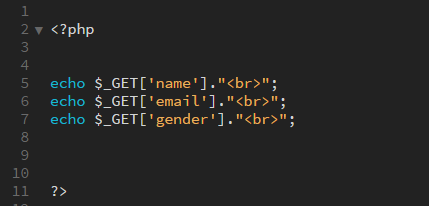 1
2 <?php
3
4
5 echo $_GET['name']."<br>";
6 echo $_GET['email']."<br>";
7 echo $_GET['gender']."<br>";
8
9
10
11 ?>